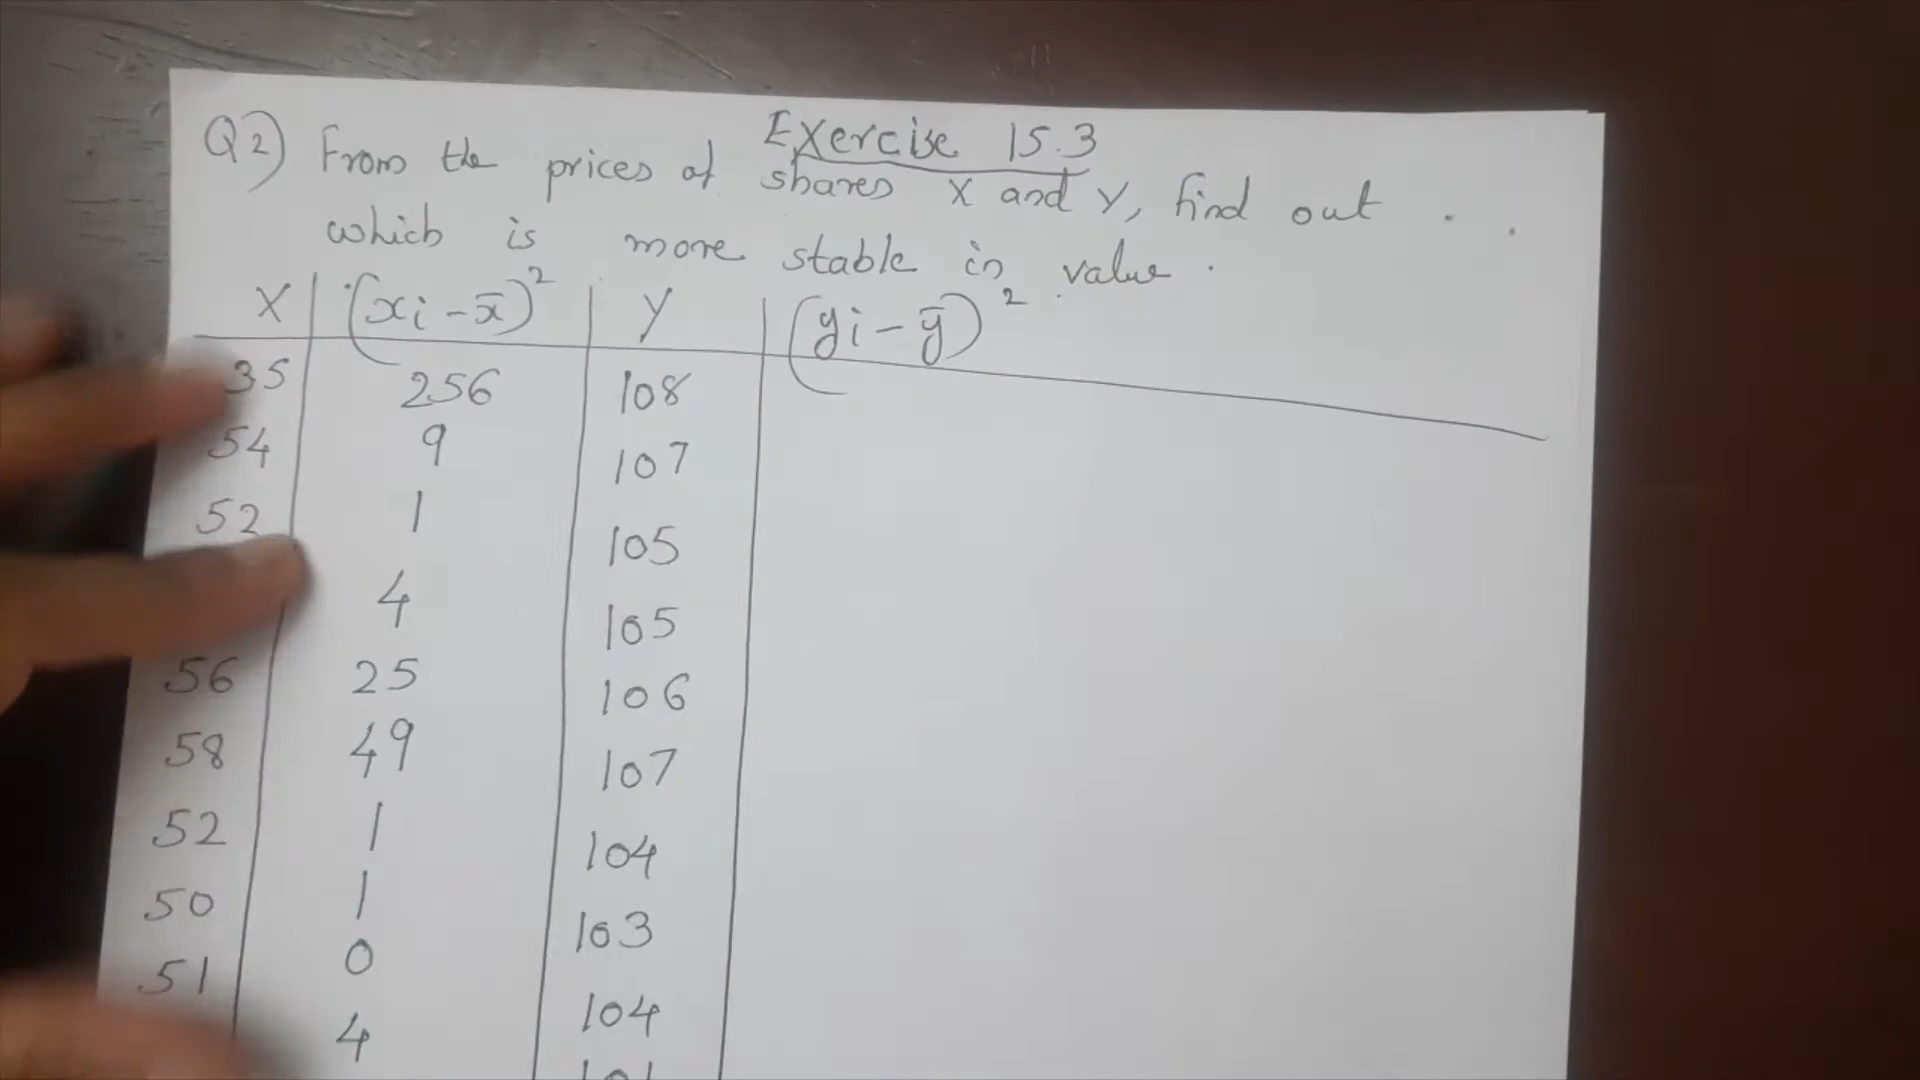 Exercise 15.3
Q2) From the prices of shares X and Y, find out
which is more stable in value.
X (xi-x̄)² Y (yi-ȳ)²
35 256 108
54 9 107
52 1 105
4 105
56 25 106
58 49 107
52 1 104
50 1 103
51 0 104
4